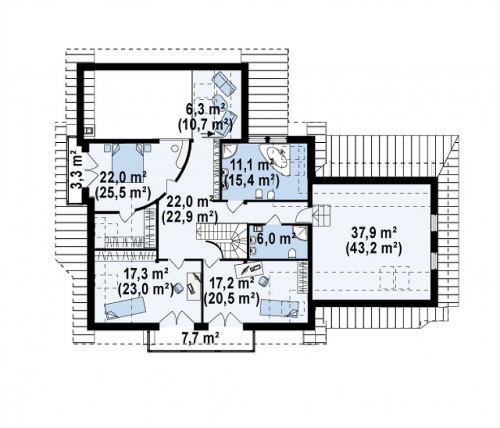 6,3 m²
(10,7 m²)
3,3 m²
22,0 m²
(25,5 m²)
11,1 m²
(15,4 m²)
22,0 m²
(22,9 m²)
6,0 m²
37,9 m²
(43,2 m²)
17,3 m²
(23,0 m²)
17,2 m²
(20,5 m²)
7,7 m²